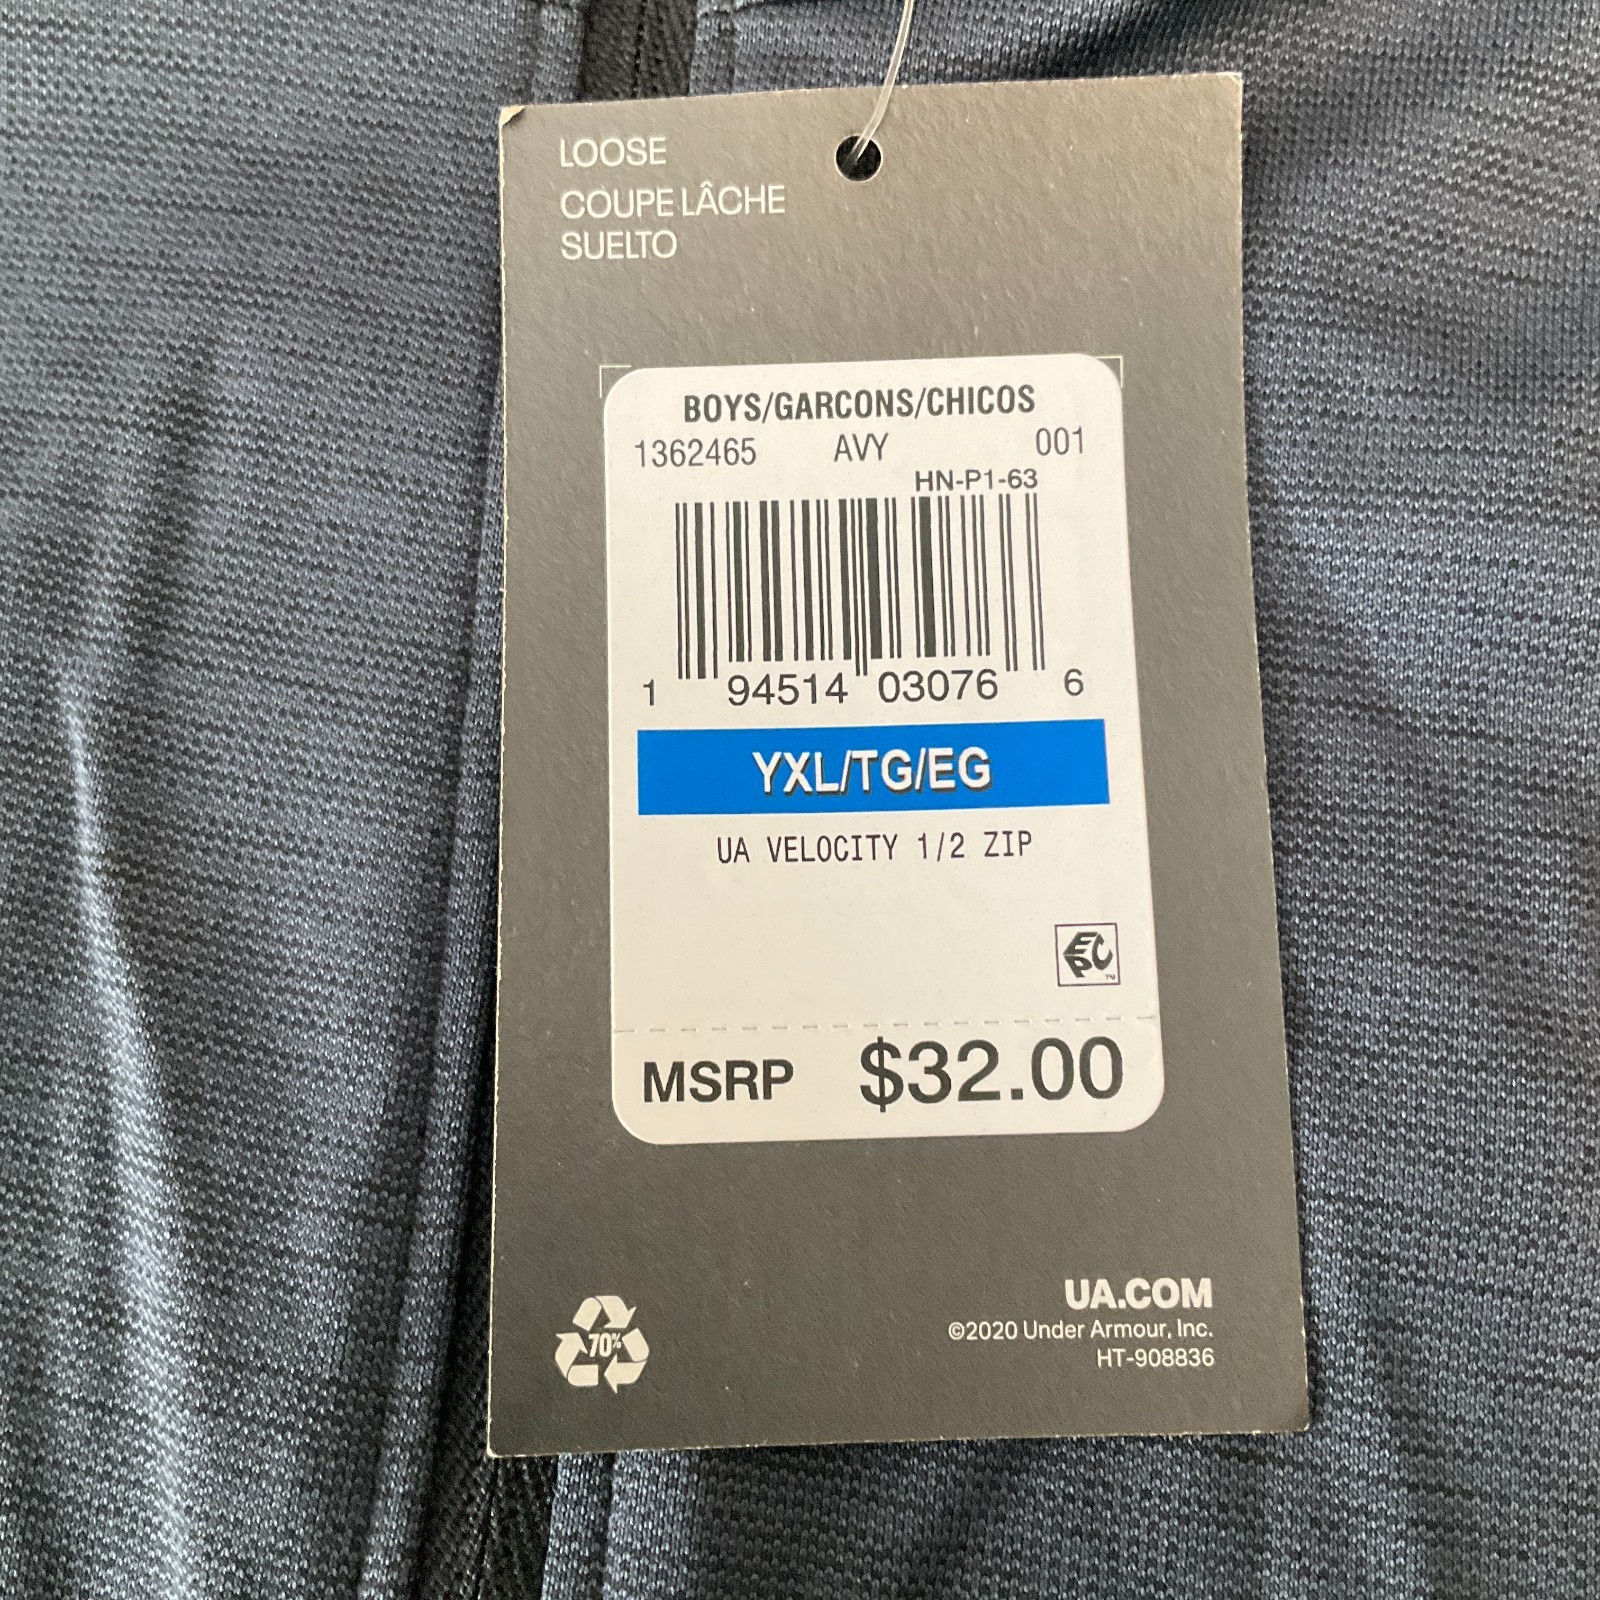 LOOSE
COUPE LÂCHE
SUELTO
BOYS/GARCONS/CHICOS
1362465 AVY 001
HN-P1-63
1 94514 03076 6
YXL/TG/EG
UA VELOCITY 1/2 ZIP
EPC™
MSRP $32.00
70%
UA.COM
©2020 Under Armour, Inc.
HT-908836